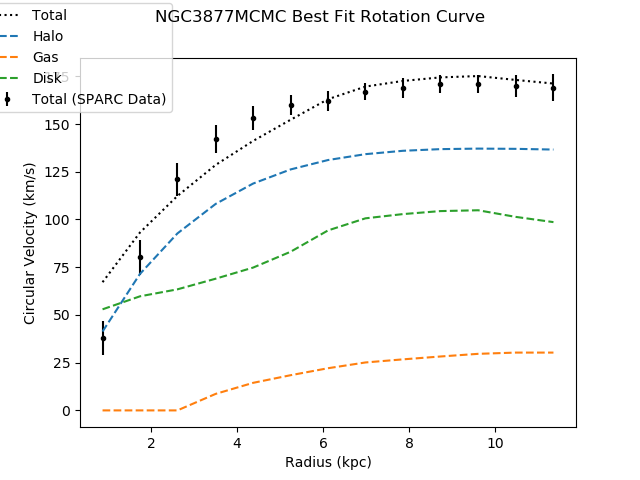 NGC3877MCMC Best Fit Rotation Curve
Total
Halo
Gas
Disk
Total (SPARC Data)
175
150
125
100
75
50
25
0
Circular Velocity (km/s)
2 4 6 8 10
Radius (kpc)